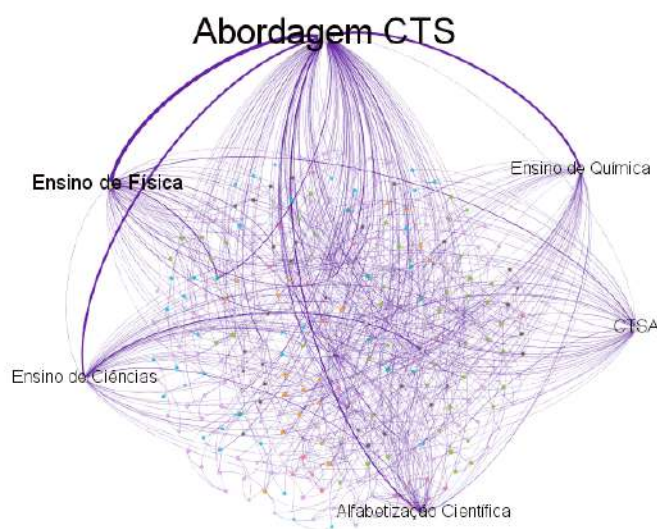 Abordagem CTS
Ensino de Química
Ensino de Física
CTSA
Ensino de Ciências
Alfabetização Científica